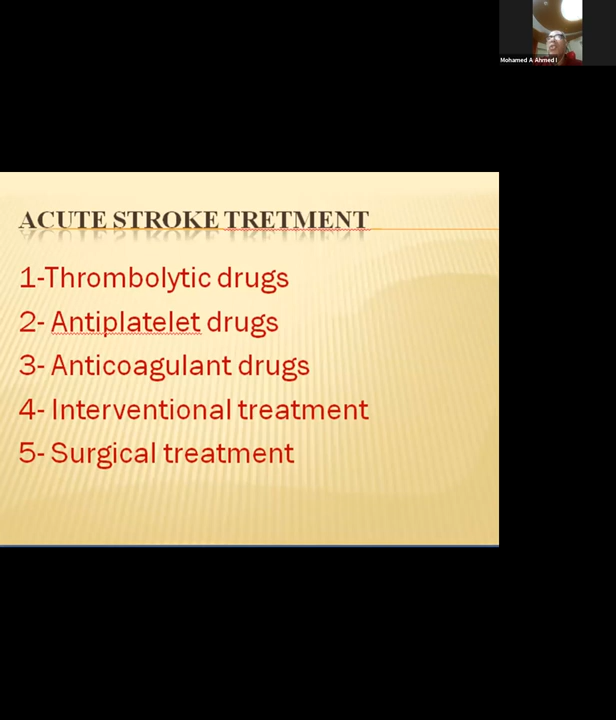 Mohamed A Ahmed I
ACUTE STROKE TRETMENT
1-Thrombolytic drugs
2- Antiplatelet drugs
3- Anticoagulant drugs
4- Interventional treatment
5- Surgical treatment